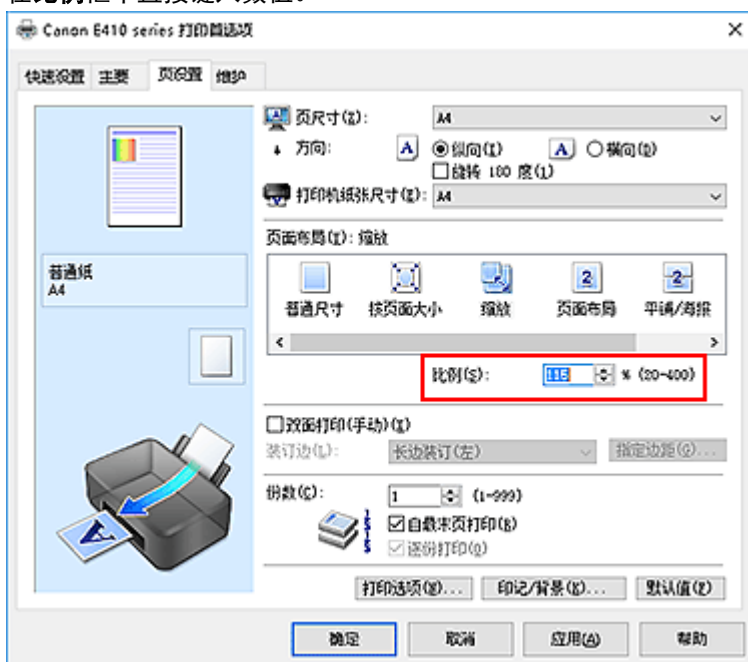 在比例框中直接键入数值。
Canon E410 series 打印首选项
快速设置 主要 页设置 维护
页尺寸(Z): A4
方向: A 纵向(I) A 横向(D)
旋转 180 度(1)
打印机纸张尺寸(E): A4
页面布局(Y): 缩放
普通尺寸 按页面大小 缩放 页面布局 平铺/海报
比例(S): 115 % (20-400)
普通纸
A4
双面打印(手动)(X)
装订边(L): 长边装订(左) 指定边距(G)...
份数(C): 1 (1-999)
自最末页打印(R)
逐份打印(O)
打印选项(N)... 印记/背景(K)... 默认值(F)
确定 取消 应用(A) 帮助